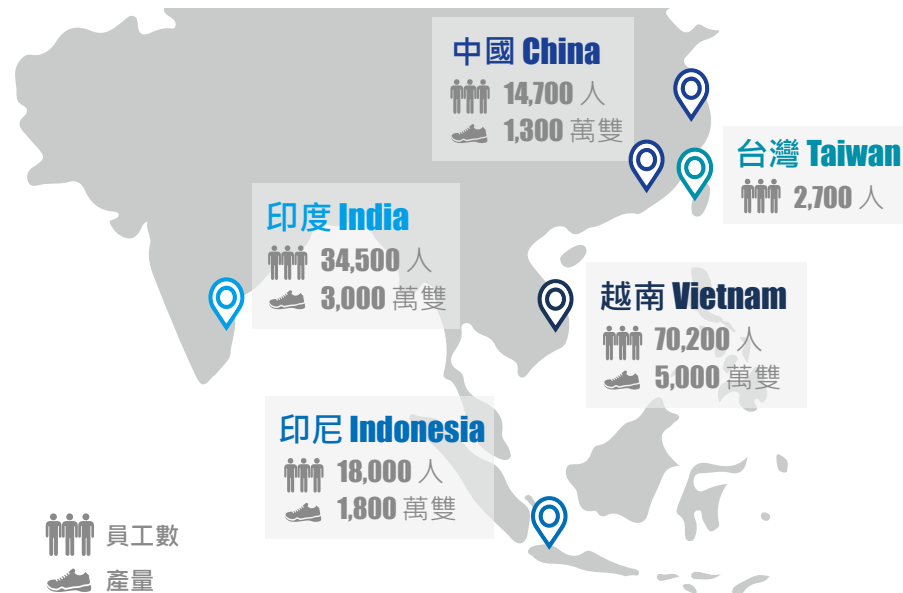 中國 China
14,700 人
1,300 萬雙
台灣 Taiwan
2,700 人
印度 India
34,500 人
3,000 萬雙
越南 Vietnam
70,200 人
5,000 萬雙
印尼 Indonesia
18,000 人
1,800 萬雙
員工數
產量